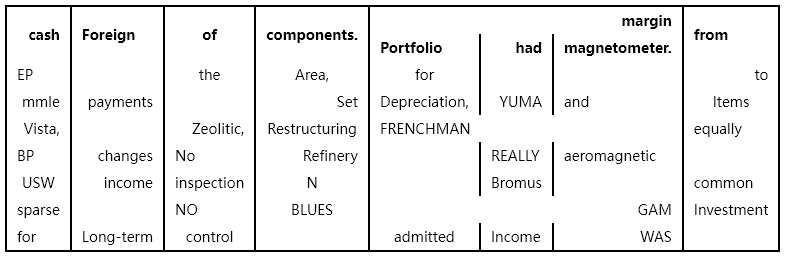 margin
cash Foreign of components. from
Portfolio had magnetometer.
EP the Area, for to
mmle payments Set Depreciation, YUMA and Items
Vista, Zeolitic, Restructuring FRENCHMAN equally
BP changes No Refinery REALLY aeromagnetic
USW income inspection N Bromus common
sparse NO BLUES GAM Investment
for Long-term control admitted Income WAS